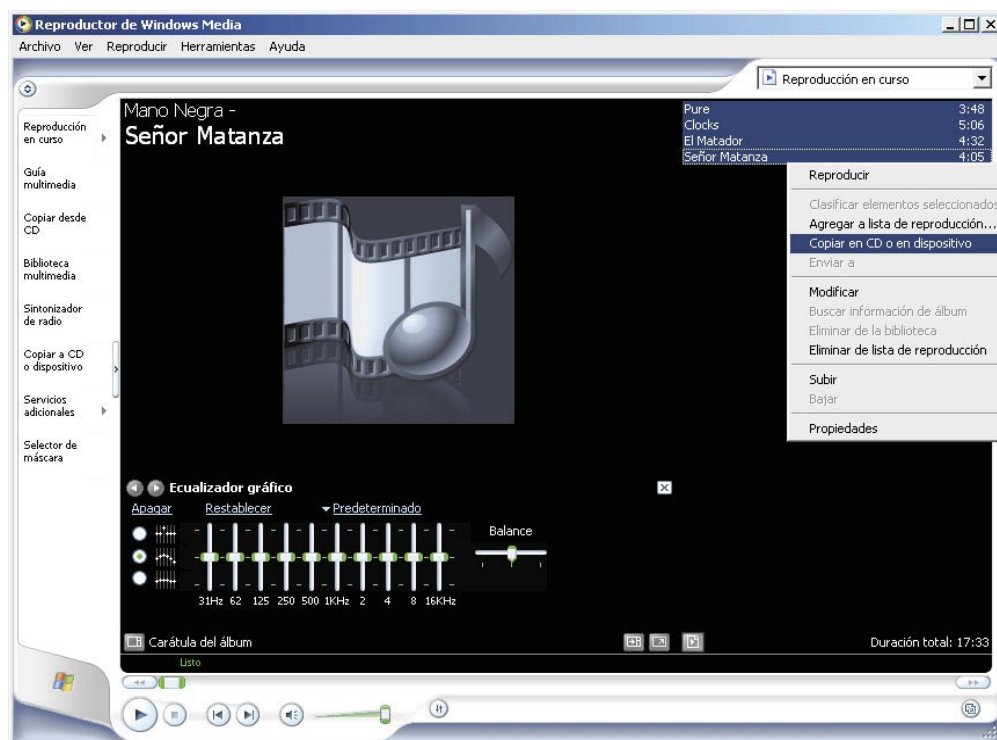 Reproductor de Windows Media
Archivo Ver Reproducir Herramientas Ayuda
Reproducción en curso
Reproducción
en curso
Guía
multimedia
Copiar desde
CD
Biblioteca
multimedia
Sintonizador
de radio
Copiar a CD
o dispositivo
Servicios
adicionales
Selector de
máscara
Mano Negra -
Señor Matanza
Pure 3:48
Clocks 5:06
El Matador 4:32
Señor Matanza 4:05
Reproducir
Clasificar elementos seleccionados
Agregar a lista de reproducción...
Copiar en CD o en dispositivo
Enviar a
Modificar
Buscar información de álbum
Eliminar de la biblioteca
Eliminar de lista de reproducción
Subir
Bajar
Propiedades
Ecualizador gráfico
Apagar Restablecer Predeterminado
Balance
31Hz 62 125 250 500 1KHz 2 4 8 16KHz
Carátula del álbum
Duración total: 17:33
Listo